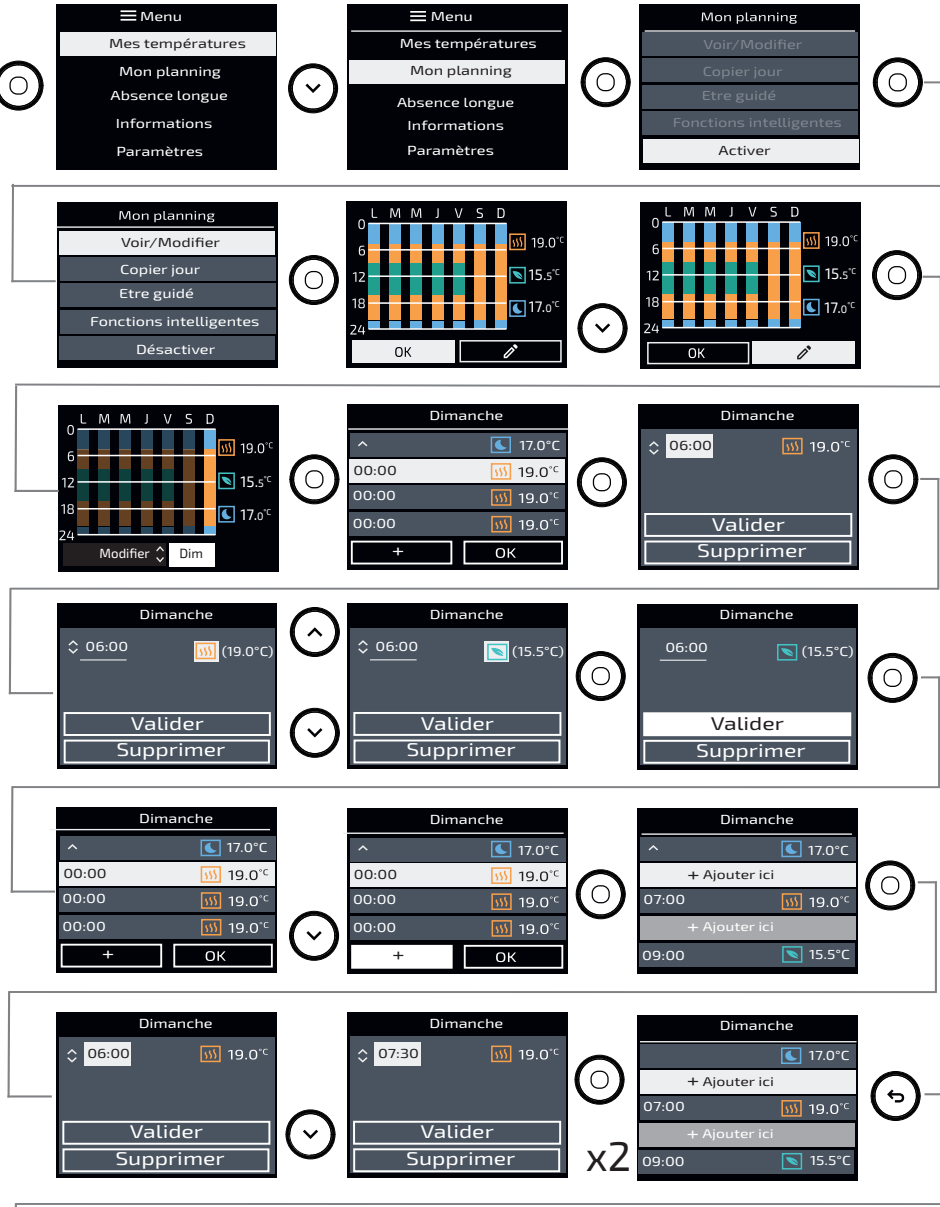 Menu
Mes températures
Mon planning
Absence longue
Informations
Paramètres
Menu
Mes températures
Mon planning
Absence longue
Informations
Paramètres
Mon planning
Voir/Modifier
Copier jour
Etre guidé
Fonctions intelligentes
Activer
Mon planning
Voir/Modifier
Copier jour
Etre guidé
Fonctions intelligentes
Désactiver
L M M J V S D
0
6
12
18
24
19.0°C
15.5°C
17.0°C
OK
L M M J V S D
0
6
12
18
24
19.0°C
15.5°C
17.0°C
OK
L M M J V S D
0
6
12
18
24
19.0°C
15.5°C
17.0°C
Modifier Dim
Dimanche
17.0°C
00:00 19.0°C
00:00 19.0°C
00:00 19.0°C
+ OK
Dimanche
06:00 19.0°C
Valider
Supprimer
Dimanche
06:00 (19.0°C)
Valider
Supprimer
Dimanche
06:00 (15.5°C)
Valider
Supprimer
Dimanche
06:00 (15.5°C)
Valider
Supprimer
Dimanche
17.0°C
00:00 19.0°C
00:00 19.0°C
00:00 19.0°C
+ OK
Dimanche
17.0°C
00:00 19.0°C
00:00 19.0°C
00:00 19.0°C
+ OK
Dimanche
17.0°C
+ Ajouter ici
07:00 19.0°C
+ Ajouter ici
09:00 15.5°C
Dimanche
06:00 19.0°C
Valider
Supprimer
Dimanche
07:30 19.0°C
Valider
Supprimer
x2
Dimanche
17.0°C
+ Ajouter ici
07:00 19.0°C
+ Ajouter ici
09:00 15.5°C